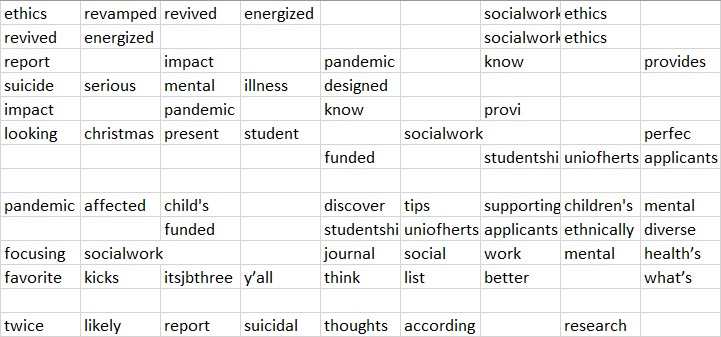 ethics revamped revived energized socialwork ethics
revived energized socialwork ethics
report impact pandemic know provides
suicide serious mental illness designed
impact pandemic know provi
looking christmas present student socialwork perfec
funded studentshi uniofherts applicants
pandemic affected child's discover tips supporting children's mental
funded studentshi uniofherts applicants ethnically diverse
focusing socialwork journal social work mental health’s
favorite kicks itsjbthree y’all think list better what’s
twice likely report suicidal thoughts according research